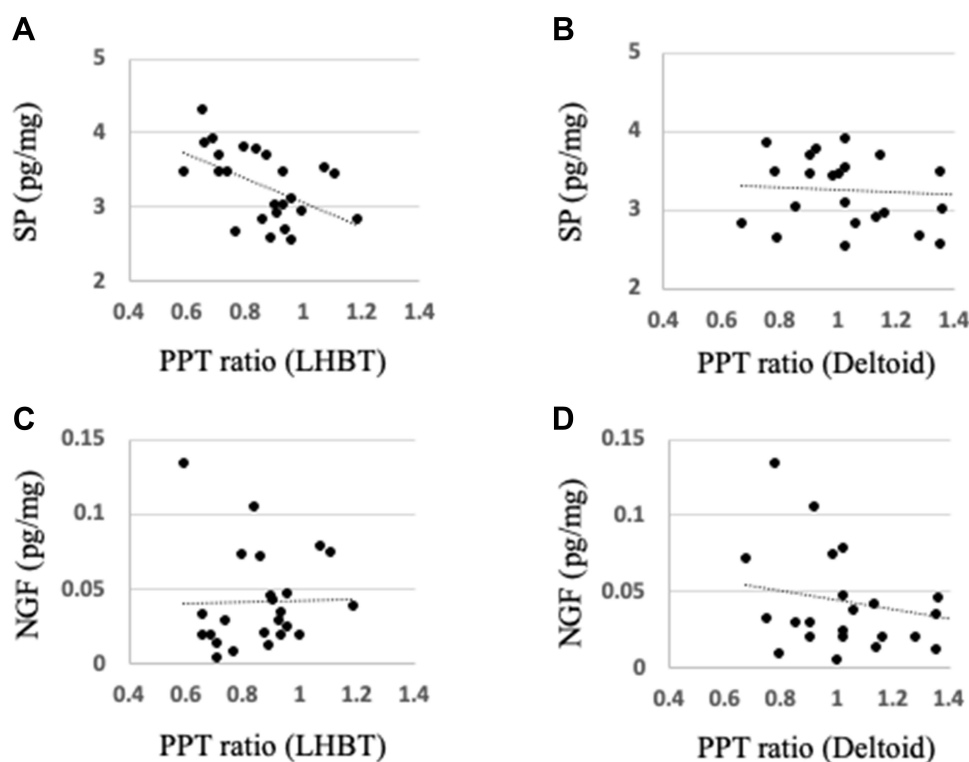 A
SP (pg/mg)
5
4
3
2
0.4 0.6 0.8 1 1.2 1.4
PPT ratio (LHBT)
B
SP (pg/mg)
5
4
3
2
0.4 0.6 0.8 1 1.2 1.4
PPT ratio (Deltoid)
C
NGF (pg/mg)
0.15
0.1
0.05
0
0.4 0.6 0.8 1 1.2 1.4
PPT ratio (LHBT)
D
NGF (pg/mg)
0.15
0.1
0.05
0
0.4 0.6 0.8 1 1.2 1.4
PPT ratio (Deltoid)